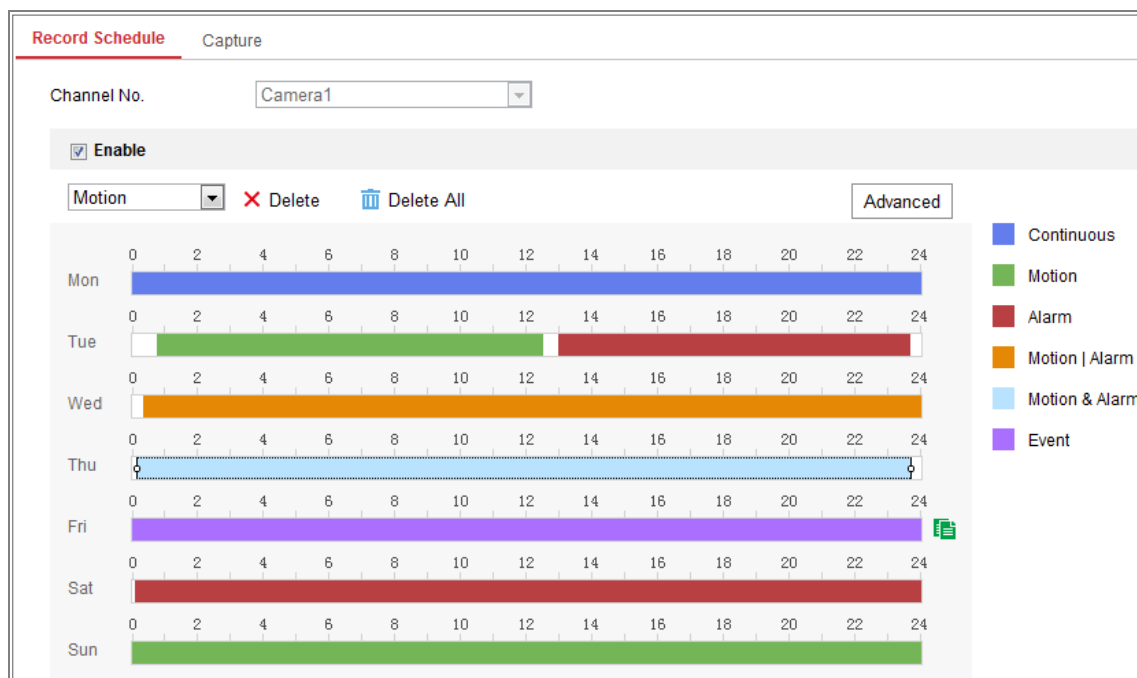 Record Schedule Capture
Channel No. Camera1
Enable
Motion Delete Delete All Advanced
0 2 4 6 8 10 12 14 16 18 20 22 24
Mon
0 2 4 6 8 10 12 14 16 18 20 22 24
Tue
0 2 4 6 8 10 12 14 16 18 20 22 24
Wed
0 2 4 6 8 10 12 14 16 18 20 22 24
Thu
0 2 4 6 8 10 12 14 16 18 20 22 24
Fri
0 2 4 6 8 10 12 14 16 18 20 22 24
Sat
0 2 4 6 8 10 12 14 16 18 20 22 24
Sun
Continuous
Motion
Alarm
Motion | Alarm
Motion & Alarm
Event